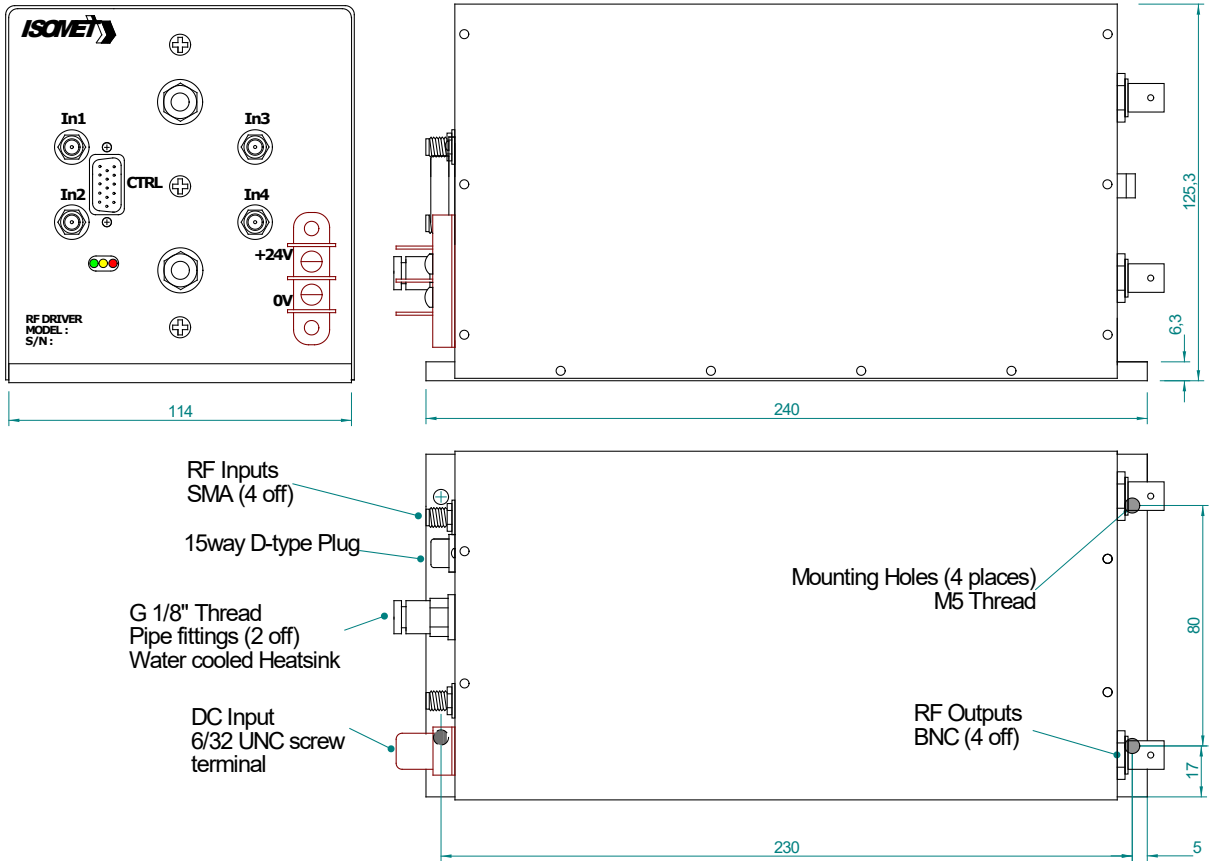 ISOMET
In1
In3
CTRL
In2
In4
+24V
0V
RF DRIVER
MODEL :
S/N :
114
240
125,3
6,3
RF Inputs
SMA (4 off)
15way D-type Plug
G 1/8" Thread
Pipe fittings (2 off)
Water cooled Heatsink
DC Input
6/32 UNC screw
terminal
Mounting Holes (4 places)
M5 Thread
RF Outputs
BNC (4 off)
80
17
230
5